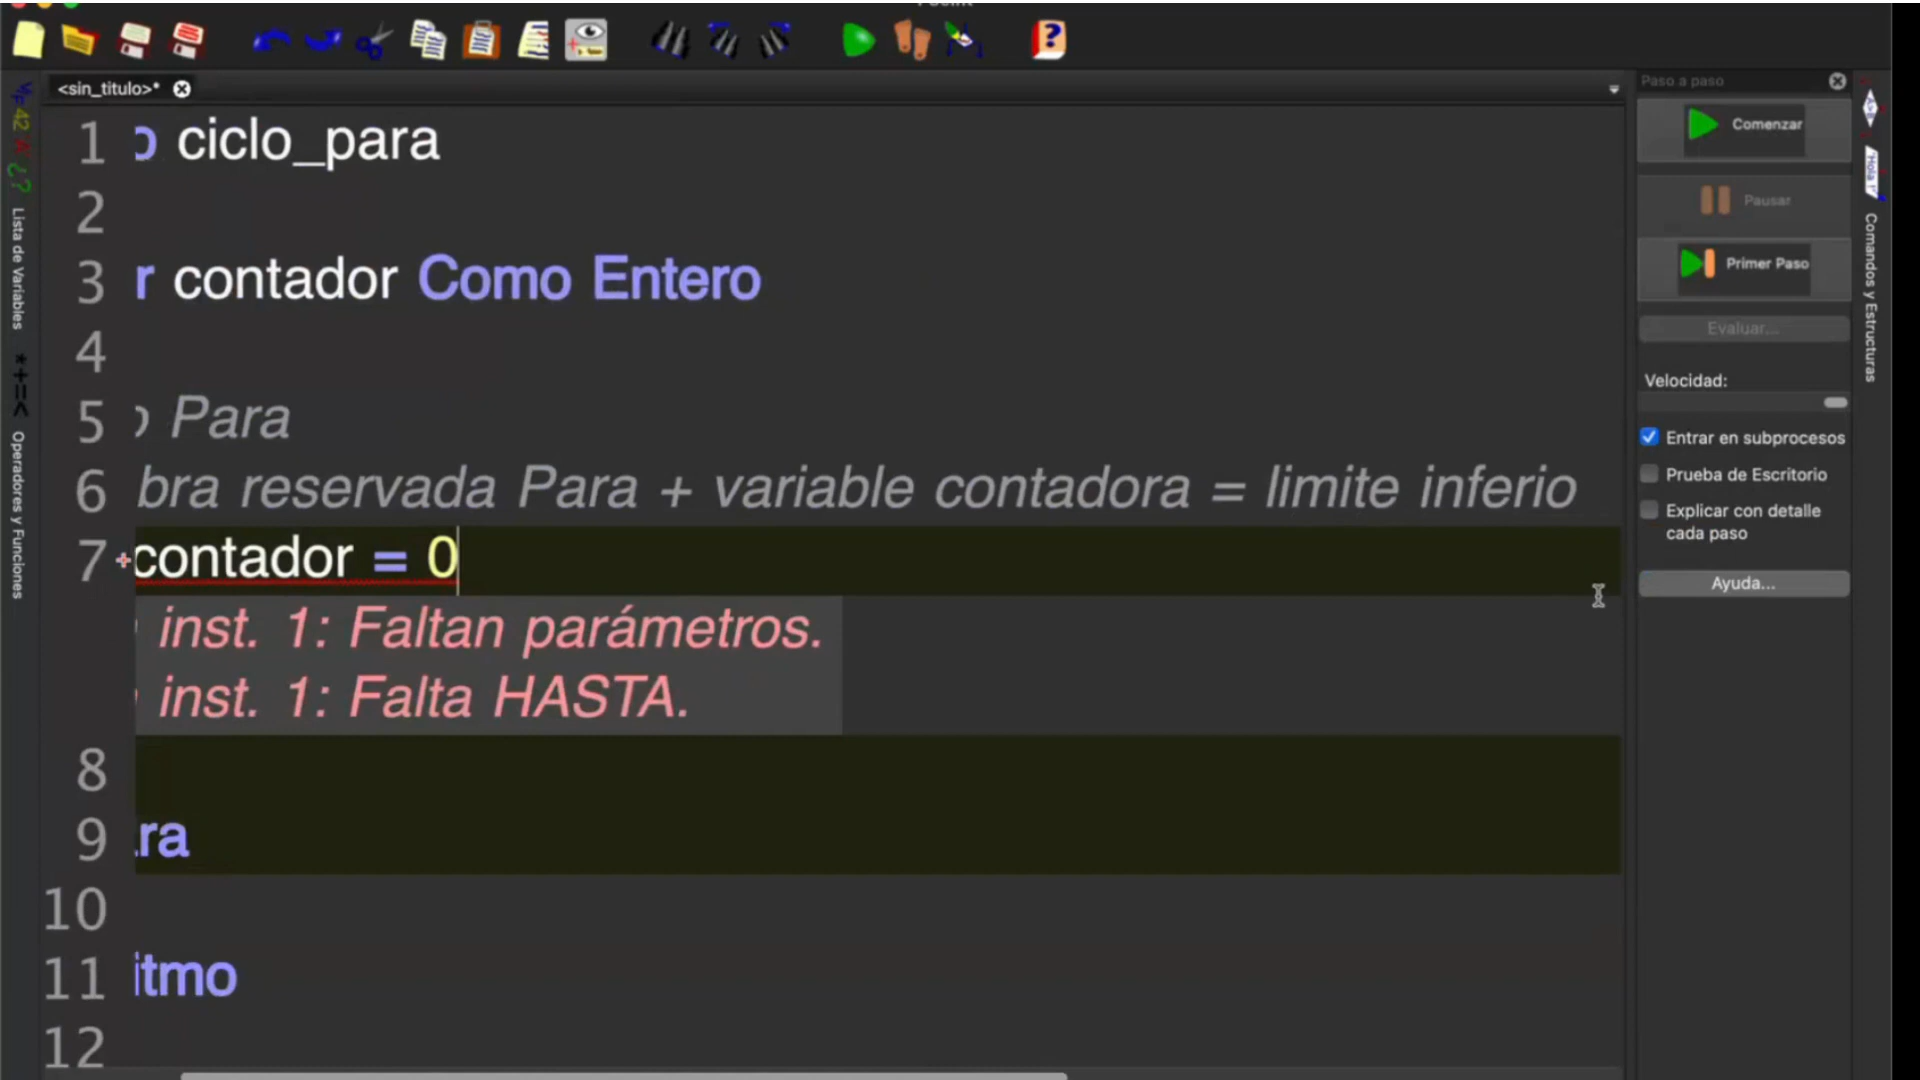 <sin_titulo>*
1 o ciclo_para
2
3 r contador Como Entero
4
5 o Para
6 bra reservada Para + variable contadora = limite inferio
7 contador = 0
inst. 1: Faltan parámetros.
inst. 1: Falta HASTA.
8
9 ra
10
11 itmo
12
Lista de Variables
*+=<
Operadores y Funciones
Paso a paso
Comenzar
Pausar
Primer Paso
Evaluar...
Velocidad:
Entrar en subprocesos
Prueba de Escritorio
Explicar con detalle
cada paso
Ayuda...
Comandos y Estructuras